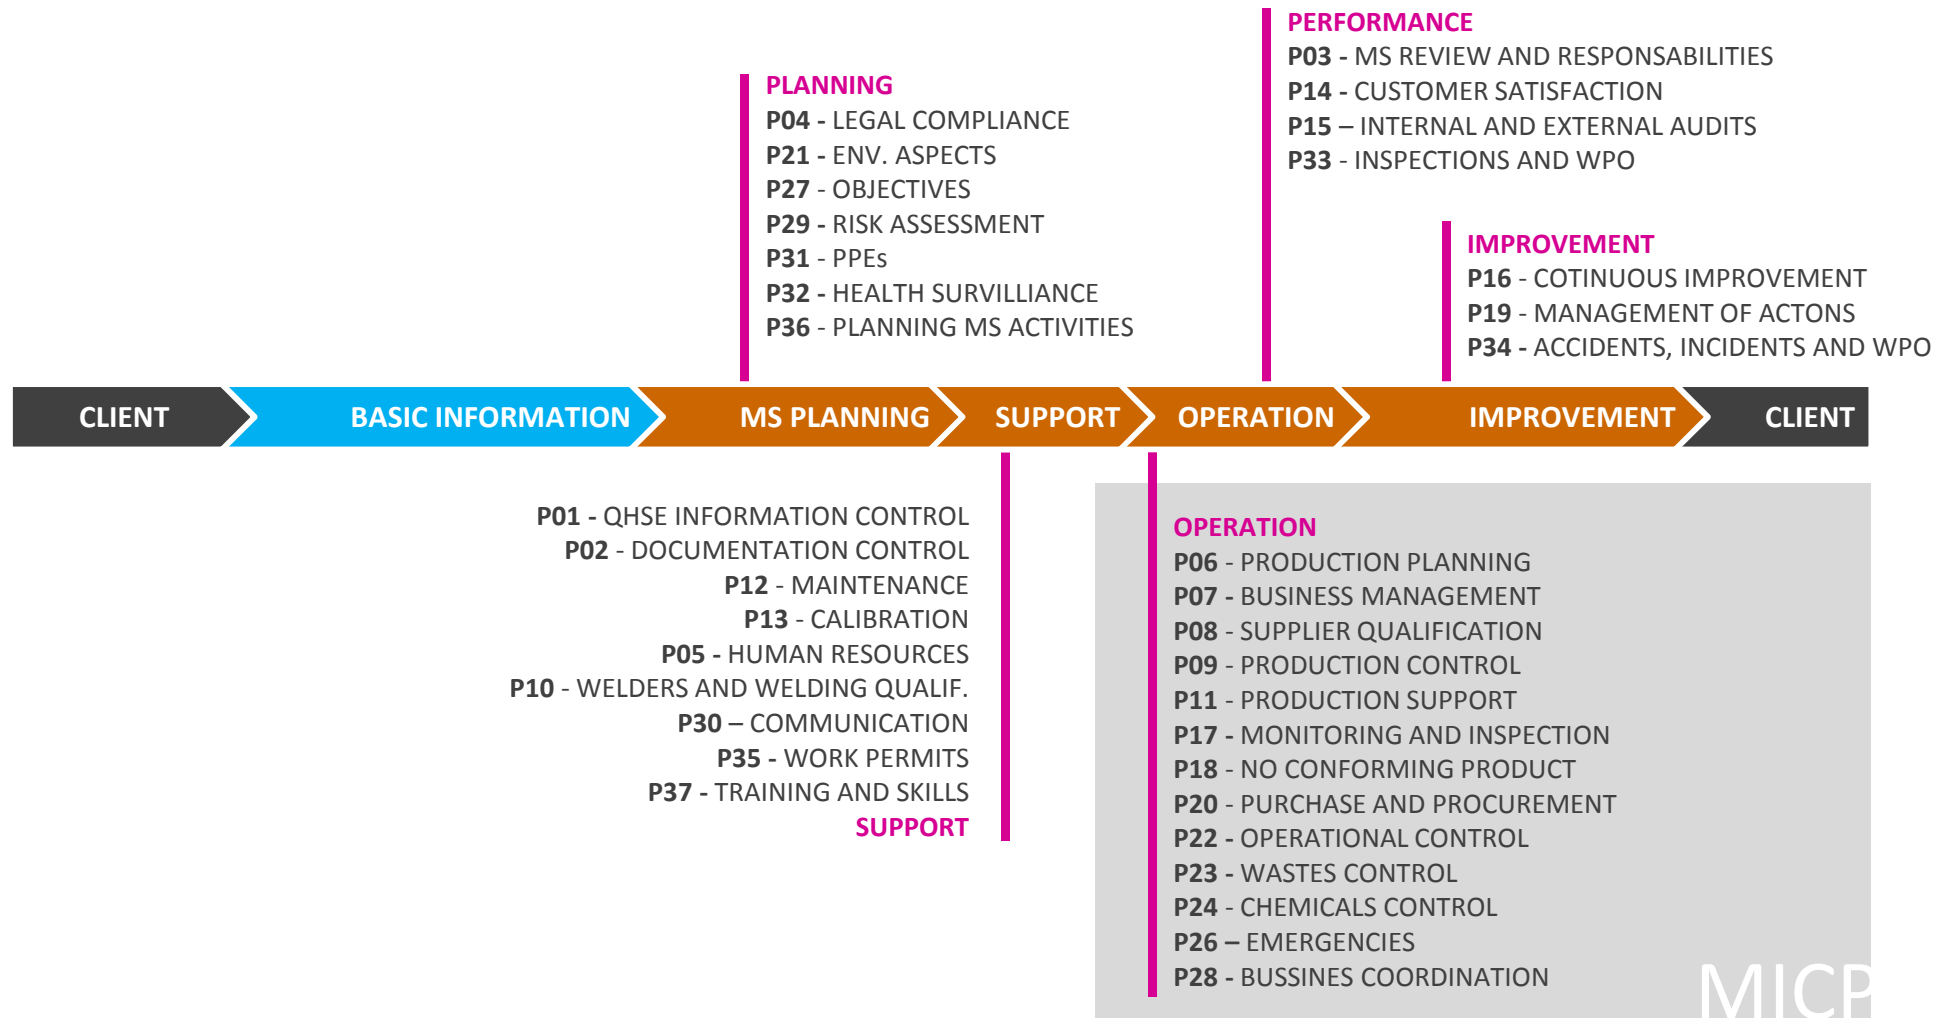 PERFORMANCE
P03 - MS REVIEW AND RESPONSABILITIES
P14 - CUSTOMER SATISFACTION
P15 – INTERNAL AND EXTERNAL AUDITS
P33 - INSPECTIONS AND WPO
PLANNING
P04 - LEGAL COMPLIANCE
P21 - ENV. ASPECTS
P27 - OBJECTIVES
P29 - RISK ASSESSMENT
P31 - PPEs
P32 - HEALTH SURVILLIANCE
P36 - PLANNING MS ACTIVITIES
IMPROVEMENT
P16 - COTINUOUS IMPROVEMENT
P19 - MANAGEMENT OF ACTONS
P34 - ACCIDENTS, INCIDENTS AND WPO
CLIENT
BASIC INFORMATION
MS PLANNING
SUPPORT
OPERATION
IMPROVEMENT
CLIENT
P01 - QHSE INFORMATION CONTROL
P02 - DOCUMENTATION CONTROL
P12 - MAINTENANCE
P13 - CALIBRATION
P05 - HUMAN RESOURCES
P10 - WELDERS AND WELDING QUALIF.
P30 – COMMUNICATION
P35 - WORK PERMITS
P37 - TRAINING AND SKILLS
SUPPORT
OPERATION
P06 - PRODUCTION PLANNING
P07 - BUSINESS MANAGEMENT
P08 - SUPPLIER QUALIFICATION
P09 - PRODUCTION CONTROL
P11 - PRODUCTION SUPPORT
P17 - MONITORING AND INSPECTION
P18 - NO CONFORMING PRODUCT
P20 - PURCHASE AND PROCUREMENT
P22 - OPERATIONAL CONTROL
P23 - WASTES CONTROL
P24 - CHEMICALS CONTROL
P26 – EMERGENCIES
P28 - BUSSINES COORDINATION
MICP